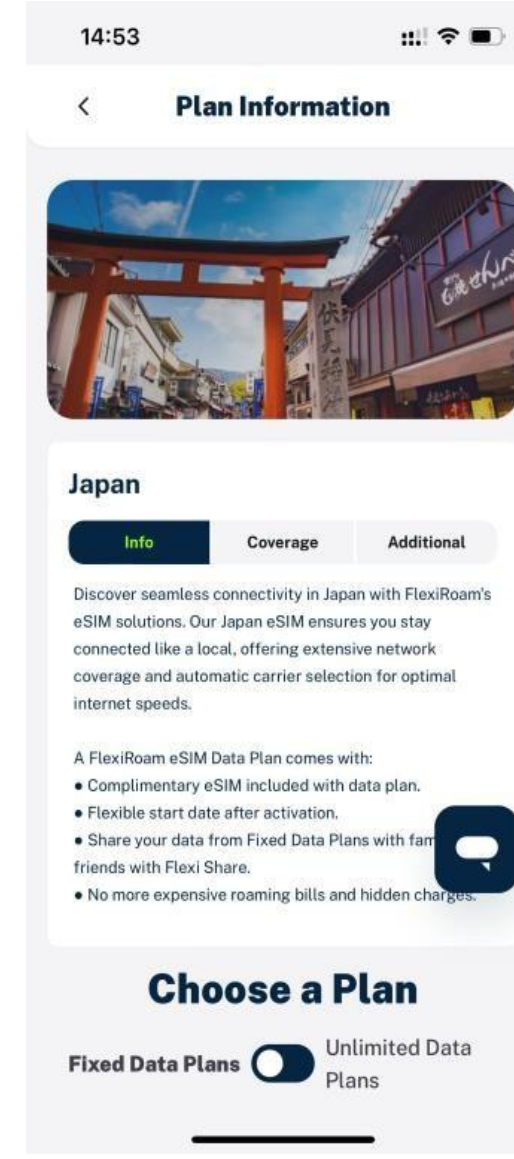 14:53
Plan Information
伏見稲荷
Japan
Info
Coverage
Additional
Discover seamless connectivity in Japan with FlexiRoam's
eSIM solutions. Our Japan eSIM ensures you stay
connected like a local, offering extensive network
coverage and automatic carrier selection for optimal
internet speeds.
A FlexiRoam eSIM Data Plan comes with:
● Complimentary eSIM included with data plan.
● Flexible start date after activation.
● Share your data from Fixed Data Plans with
friends with Flexi Share.
● No more expensive roaming bills and hidden charges.
Choose a Plan
Fixed Data Plans
Unlimited Data
Plans